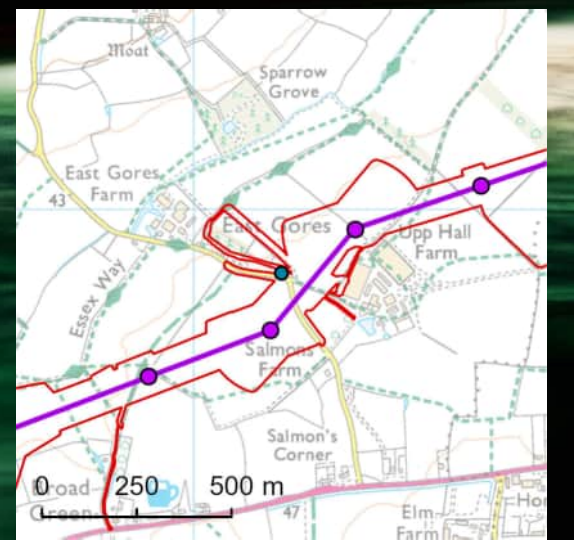 Moat
Sparrow
Grove
East Gores
Farm
43
East Gores
Upp Hall
Farm
Essex Way
Salmons
Farm
Salmon's
Corner
0 250 500 m
Broad
Green
47
Elm
Farm
Ho